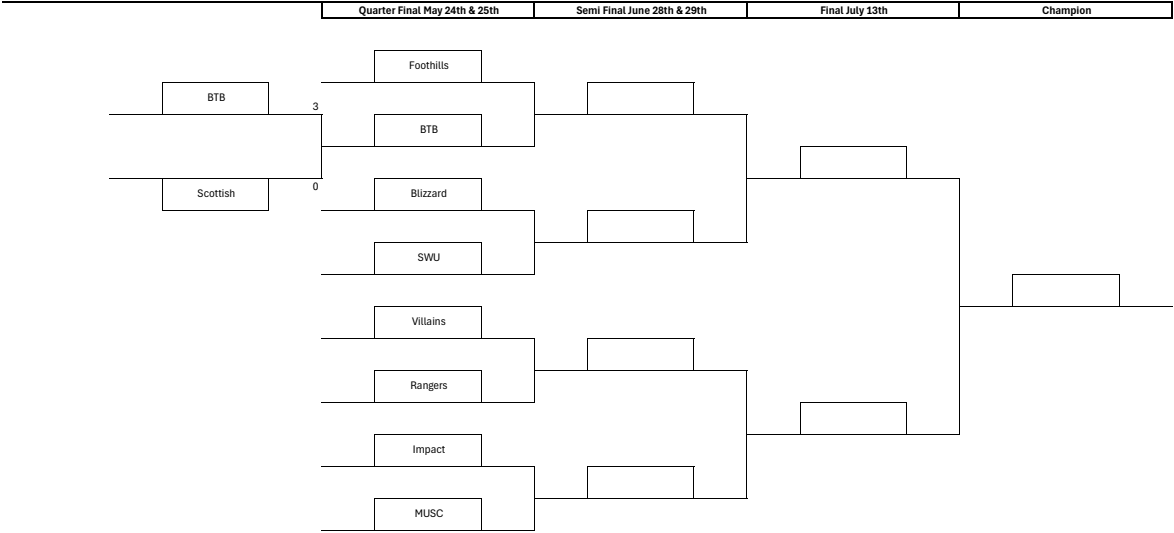 Quarter Final May 24th & 25th
Semi Final June 28th & 29th
Final July 13th
Champion
Foothills
BTB
3
BTB
Scottish
0
Blizzard
SWU
Villains
Rangers
Impact
MUSC